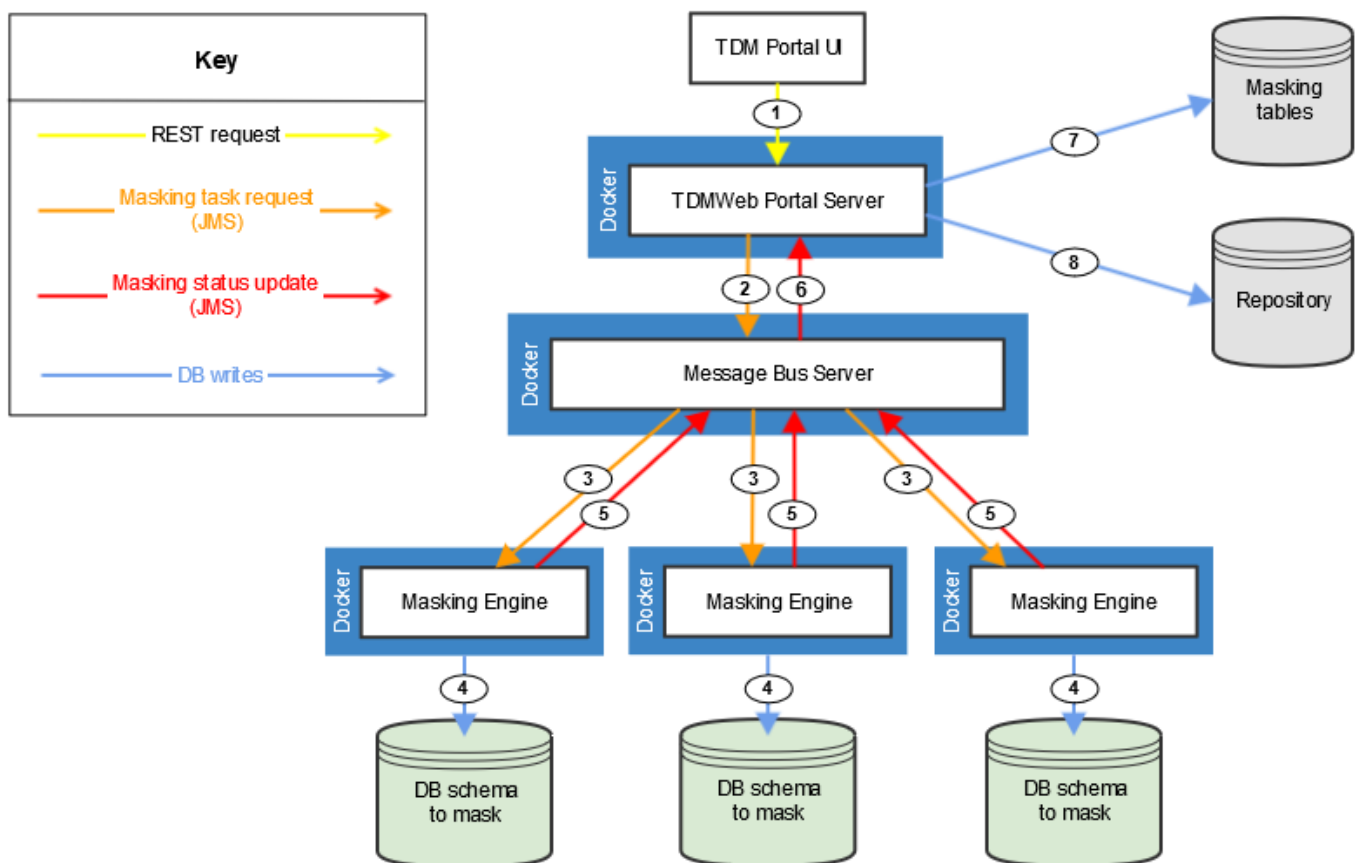 Key
REST request
Masking task request
(JMS)
Masking status update
(JMS)
DB writes
TDM Portal UI
1
Docker
TDMWeb Portal Server
7
Masking
tables
8
Repository
2
6
Docker
Message Bus Server
3
5
3
5
3
5
Docker
Masking Engine
Docker
Masking Engine
Docker
Masking Engine
4
4
4
DB schema
to mask
DB schema
to mask
DB schema
to mask